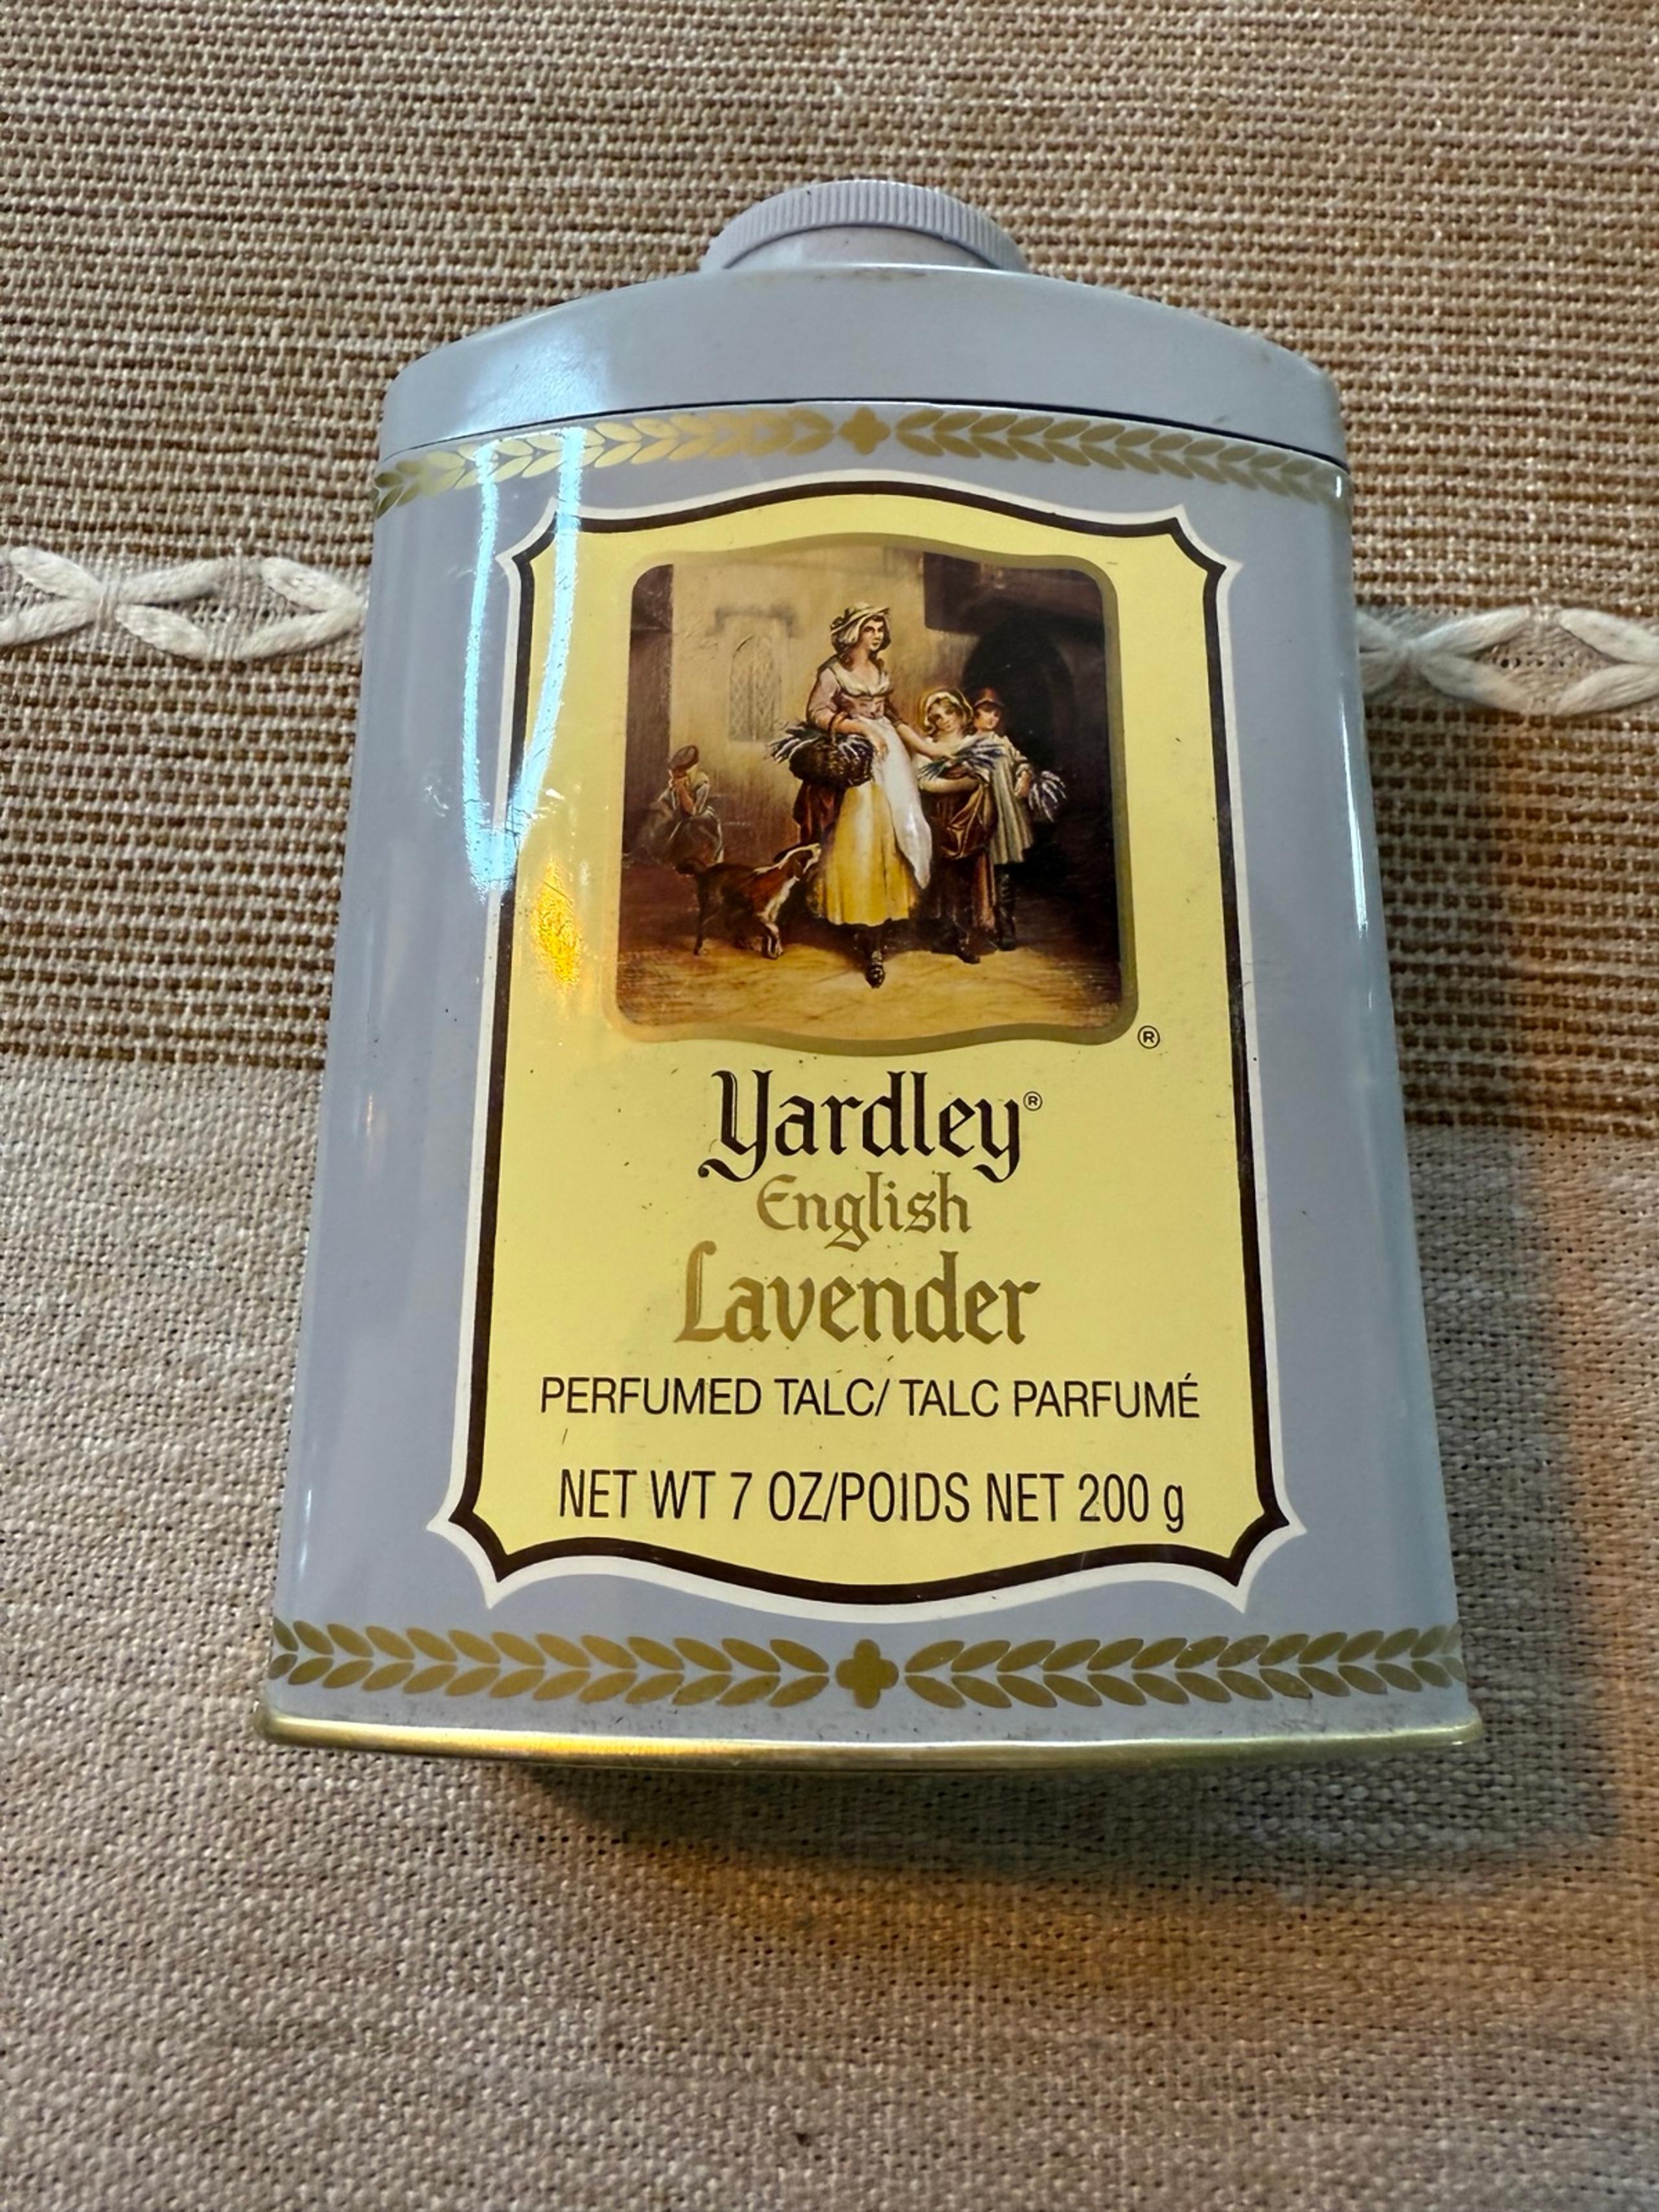 ®
Yardley®
English
Lavender
PERFUMED TALC/ TALC PARFUMÉ
NET WT 7 OZ/POIDS NET 200 g